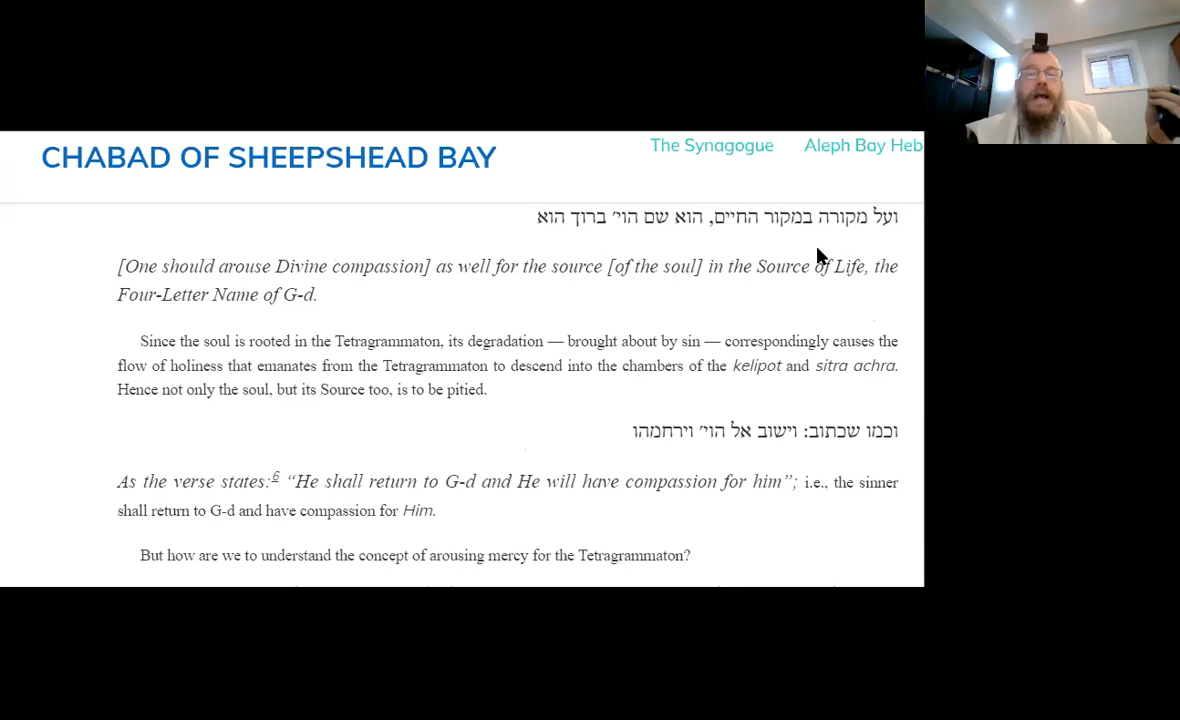 CHABAD OF SHEEPSHEAD BAY
The Synagogue Aleph Bay Heb
ועל מקורה במקור החיים, הוא שם הוי׳ ברוך הוא
[One should arouse Divine compassion] as well for the source [of the soul] in the Source of Life, the
Four-Letter Name of G-d.
Since the soul is rooted in the Tetragrammaton, its degradation — brought about by sin — correspondingly causes the
flow of holiness that emanates from the Tetragrammaton to descend into the chambers of the kelipot and sitra achra.
Hence not only the soul, but its Source too, is to be pitied.
וכמו שכתוב: וישוב אל הוי׳ וירחמהו
As the verse states:6 “He shall return to G-d and He will have compassion for him”; i.e., the sinner
shall return to G-d and have compassion for Him.
But how are we to understand the concept of arousing mercy for the Tetragrammaton?